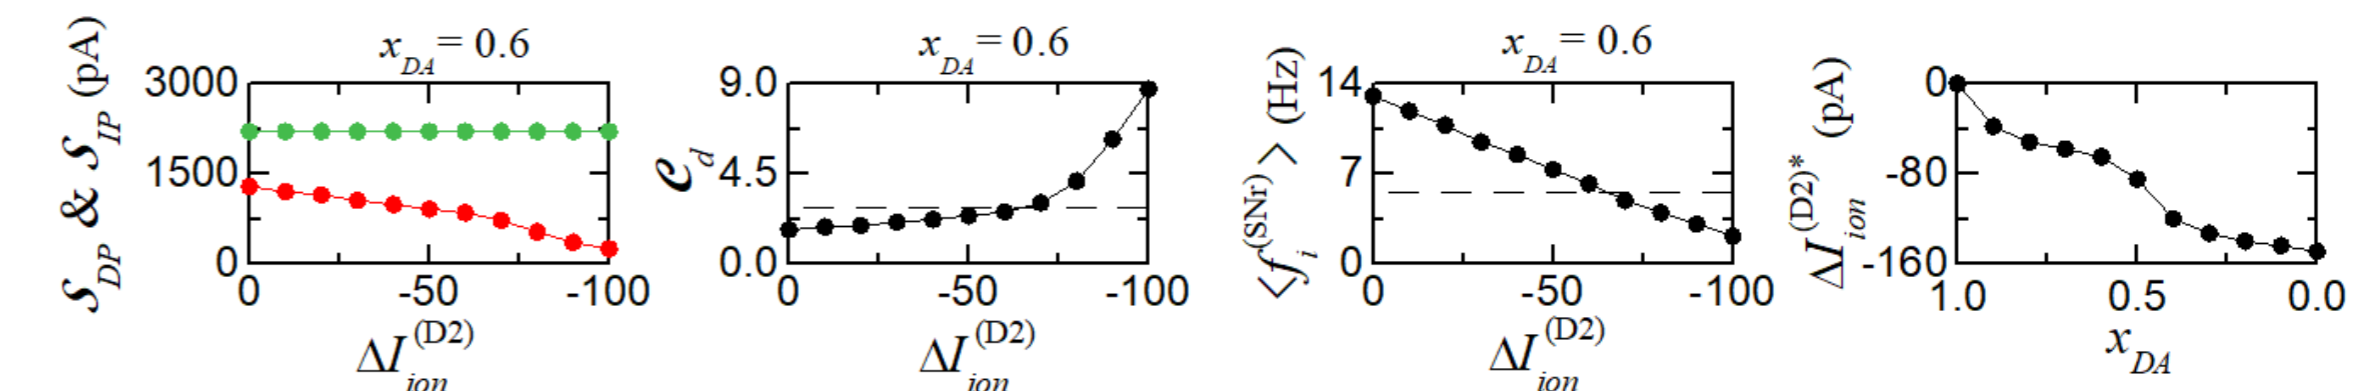 𝒮_DP & 𝒮_IP (pA)
x_DA = 0.6
3000
1500
0
0 -50 -100
ΔI_ion^(D2)
𝒞_d
x_DA = 0.6
9.0
4.5
0.0
0 -50 -100
ΔI_ion^(D2)
<f_i^(SNr)> (Hz)
x_DA = 0.6
14
7
0
0 -50 -100
ΔI_ion^(D2)
ΔI_ion^(D2)* (pA)
0
-80
-160
1.0 0.5 0.0
x_DA